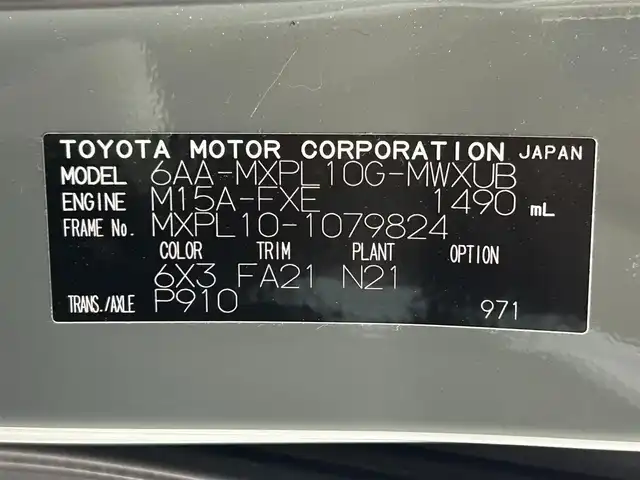 TOYOTA MOTOR CORPORATION JAPAN
MODEL 6AA-MXPL10G-MWXUB
ENGINE M15A-FXE 1490 mL
FRAME No. MXPL10-1079824
COLOR TRIM PLANT OPTION
6X3 FA21 N21
TRANS./AXLE P910 971